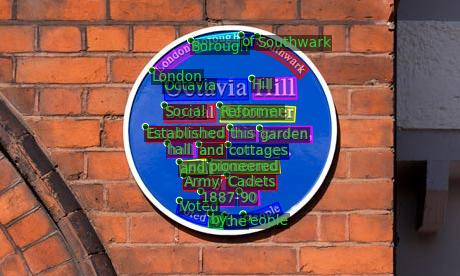 London Borough of Southwark
Octavia Hill
Social Reformer
Established this garden,
hall and cottages,
and pioneered
Army Cadets
1887-90
Voted by the People